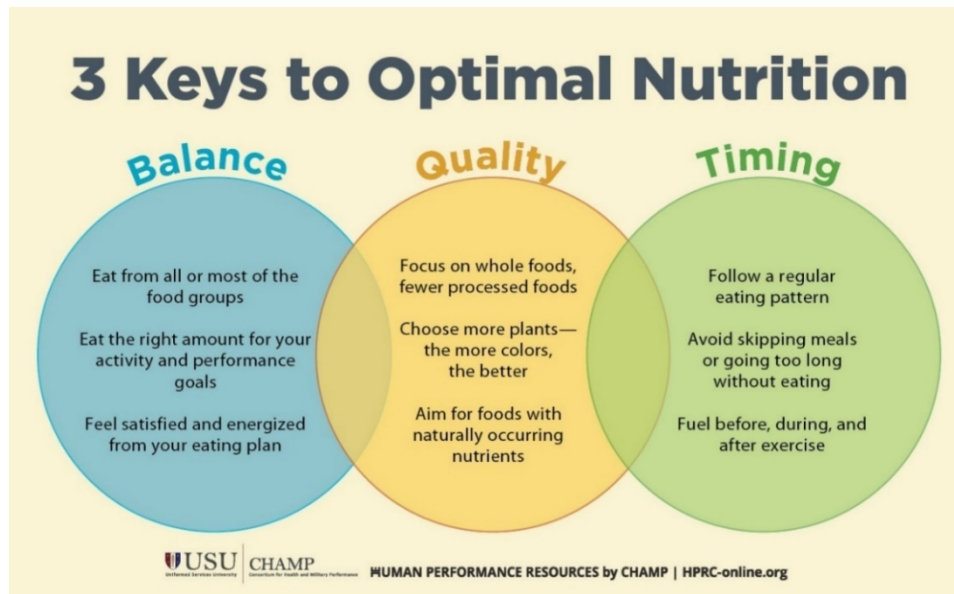 3 Keys to Optimal Nutrition
Balance
Eat from all or most of the
food groups
Eat the right amount for your
activity and performance
goals
Feel satisfied and energized
from your eating plan
Quality
Focus on whole foods,
fewer processed foods
Choose more plants—
the more colors,
the better
Aim for foods with
naturally occurring
nutrients
Timing
Follow a regular
eating pattern
Avoid skipping meals
or going too long
without eating
Fuel before, during, and
after exercise
USU
Uniformed Services University
CHAMP
Consortium for Health and Military Performance
HUMAN PERFORMANCE RESOURCES by CHAMP | HPRC-online.org